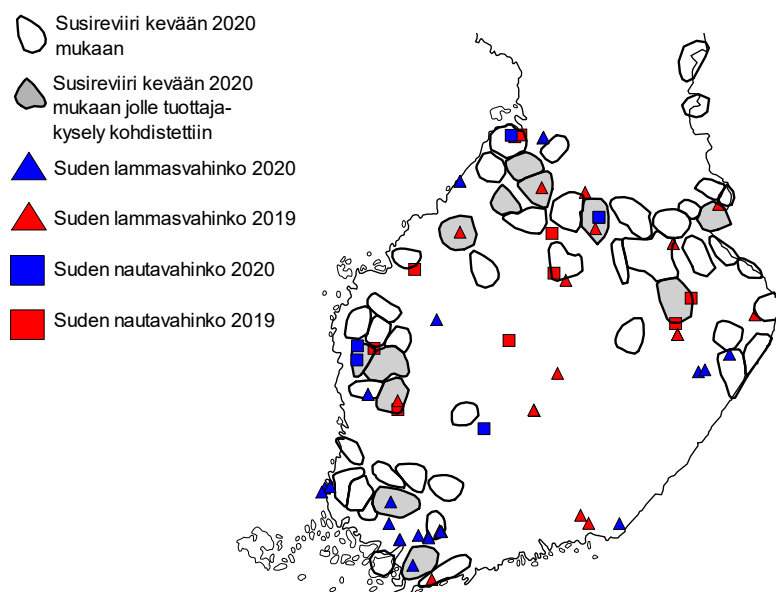 Susireviiri kevään 2020
mukaan
Susireviiri kevään 2020
mukaan jolle tuottaja-
kysely kohdistettiin
Suden lammasvahinko 2020
Suden lammasvahinko 2019
Suden nautavahinko 2020
Suden nautavahinko 2019